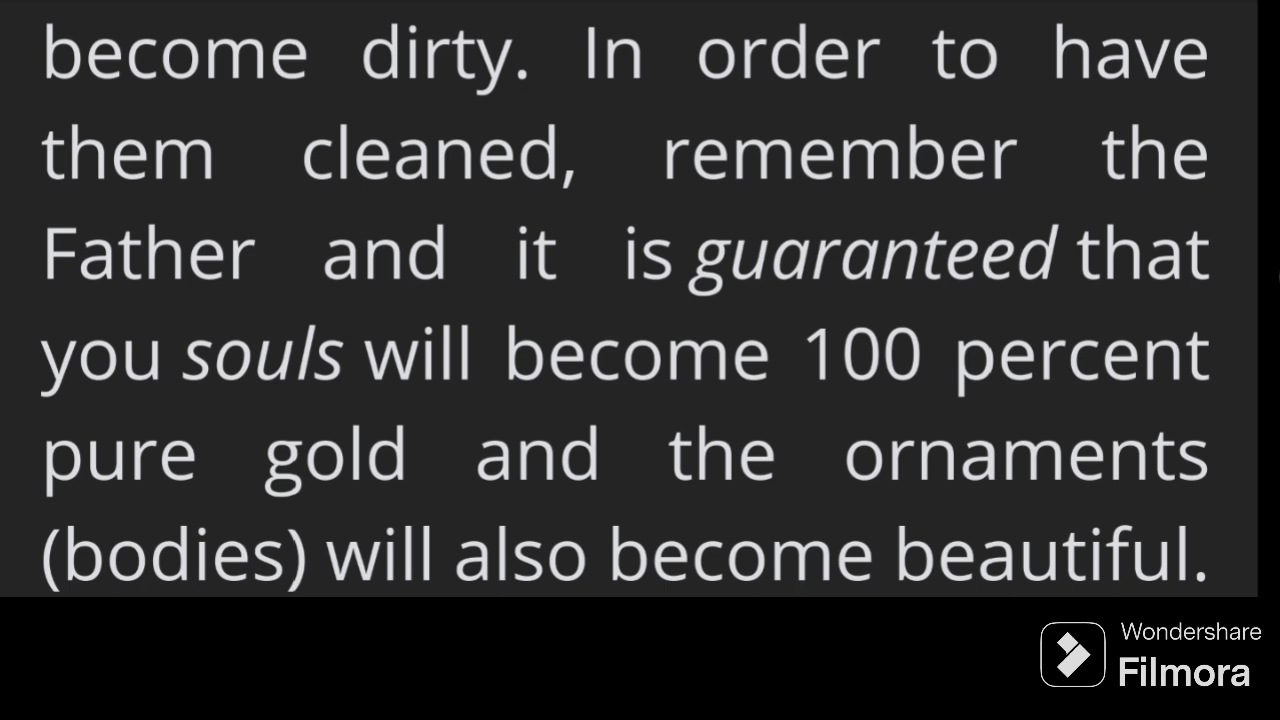 become dirty. In order to have
them cleaned, remember the
Father and it is guaranteed that
you souls will become 100 percent
pure gold and the ornaments
(bodies) will also become beautiful.
Wondershare
Filmora